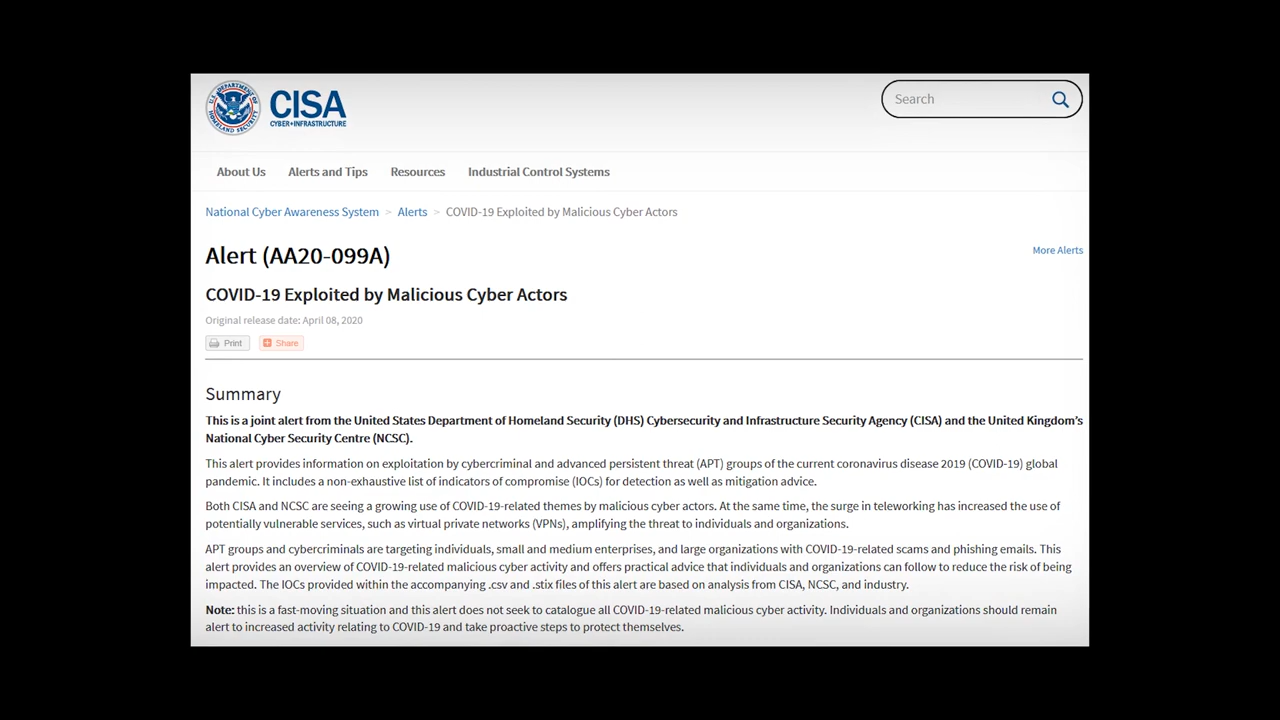 U.S. DEPARTMENT OF HOMELAND SECURITY
CISA
CYBER+INFRASTRUCTURE
Search
About Us Alerts and Tips Resources Industrial Control Systems
National Cyber Awareness System > Alerts > COVID-19 Exploited by Malicious Cyber Actors
Alert (AA20-099A)
More Alerts
COVID-19 Exploited by Malicious Cyber Actors
Original release date: April 08, 2020
Print Share
Summary
This is a joint alert from the United States Department of Homeland Security (DHS) Cybersecurity and Infrastructure Security Agency (CISA) and the United Kingdom’s
National Cyber Security Centre (NCSC).
This alert provides information on exploitation by cybercriminal and advanced persistent threat (APT) groups of the current coronavirus disease 2019 (COVID-19) global
pandemic. It includes a non-exhaustive list of indicators of compromise (IOCs) for detection as well as mitigation advice.
Both CISA and NCSC are seeing a growing use of COVID-19-related themes by malicious cyber actors. At the same time, the surge in teleworking has increased the use of
potentially vulnerable services, such as virtual private networks (VPNs), amplifying the threat to individuals and organizations.
APT groups and cybercriminals are targeting individuals, small and medium enterprises, and large organizations with COVID-19-related scams and phishing emails. This
alert provides an overview of COVID-19-related malicious cyber activity and offers practical advice that individuals and organizations can follow to reduce the risk of being
impacted. The IOCs provided within the accompanying .csv and .stix files of this alert are based on analysis from CISA, NCSC, and industry.
Note: this is a fast-moving situation and this alert does not seek to catalogue all COVID-19-related malicious cyber activity. Individuals and organizations should remain
alert to increased activity relating to COVID-19 and take proactive steps to protect themselves.